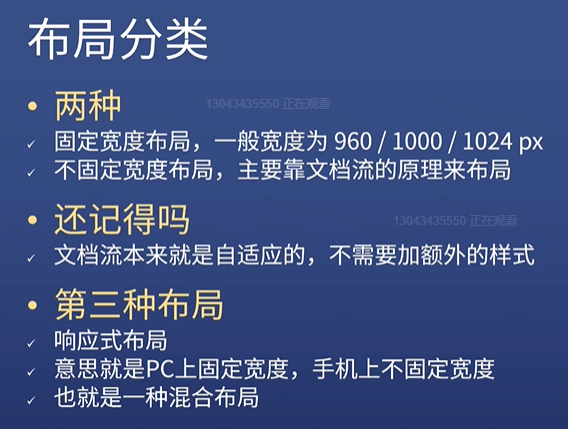 布局分类
• 两种
13043435550 正在观看
✓ 固定宽度布局，一般宽度为 960 / 1000 / 1024 px
✓ 不固定宽度布局，主要靠文档流的原理来布局
• 还记得吗
13043435550 正在观看
✓ 文档流本来就是自适应的，不需要加额外的样式
• 第三种布局
✓ 响应式布局
✓ 意思就是PC上固定宽度，手机上不固定宽度
✓ 也就是一种混合布局